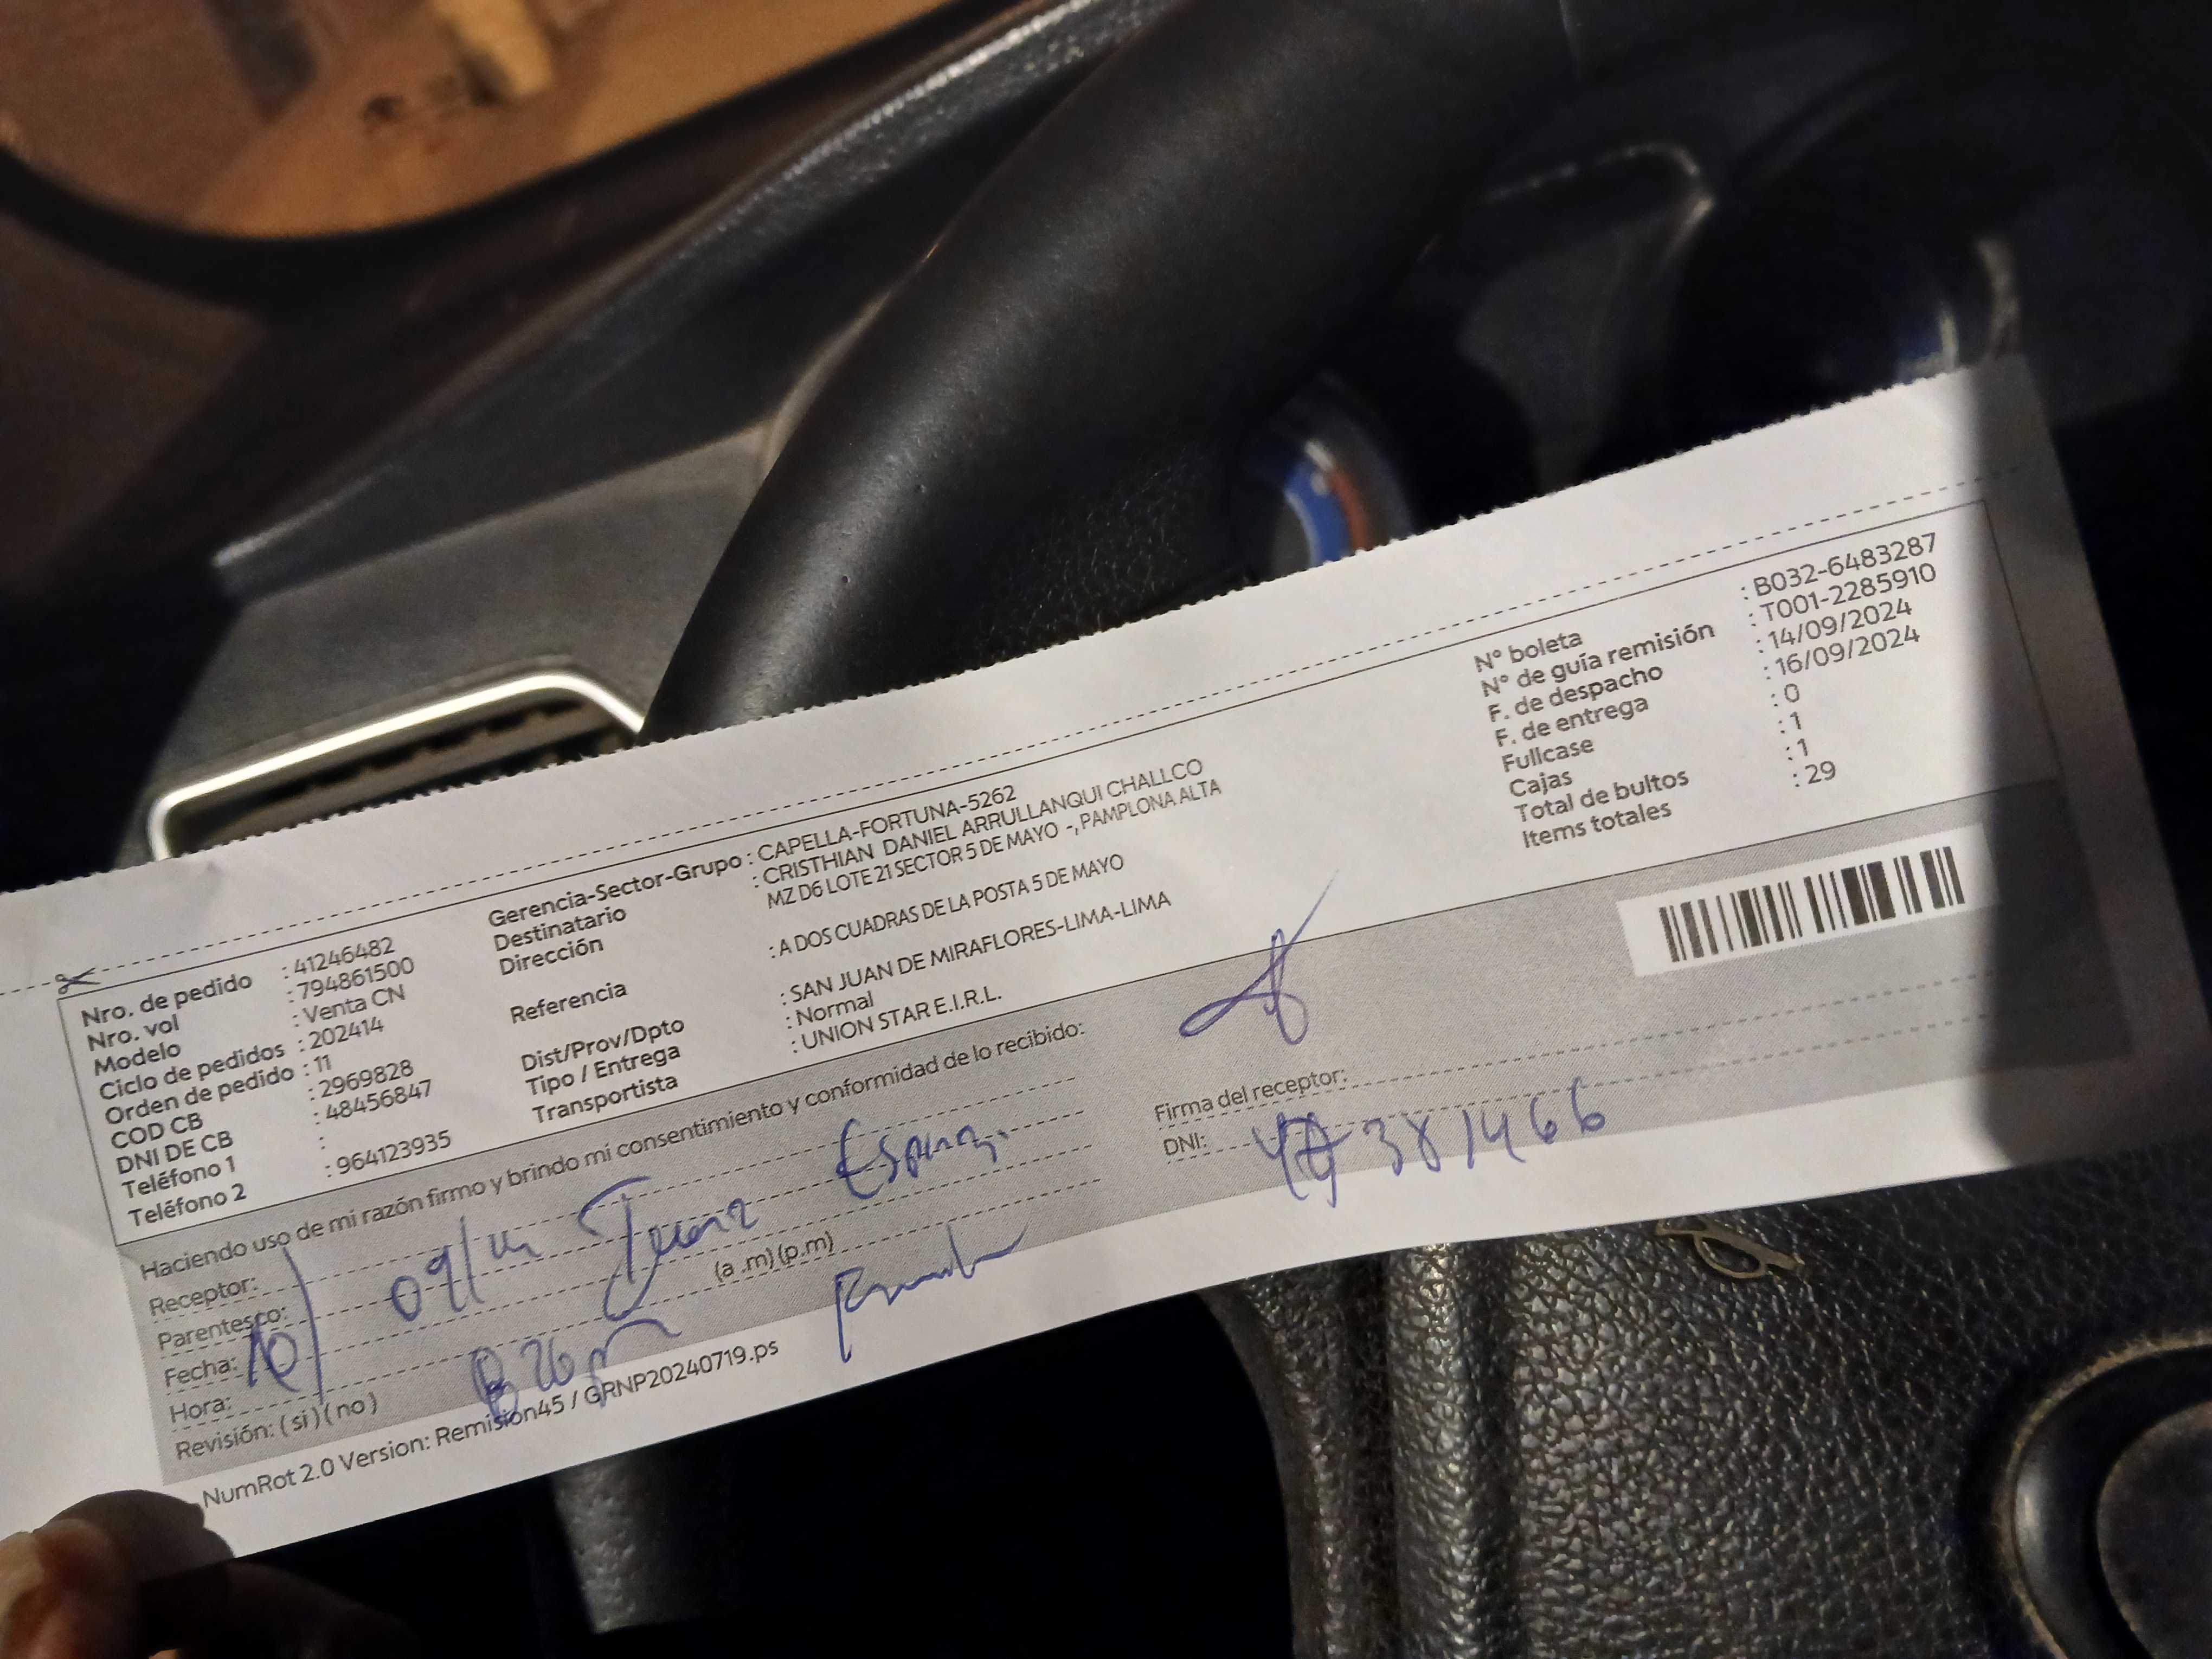 Nro. de pedido : 41246482
Nro. vol : 794861500
Modelo : Venta CN
Ciclo de pedidos : 202414
Orden de pedido : 11
COD CB : 2969828
DNI DE CB : 48456847
Teléfono 1 :
Teléfono 2 : 964123935
Gerencia-Sector-Grupo : CAPELLA-FORTUNA-5262
Destinatario : CRISTHIAN DANIEL ARRULLANQUI CHALLCO
Dirección MZ D6 LOTE 21 SECTOR 5 DE MAYO -, PAMPLONA ALTA
Referencia : A DOS CUADRAS DE LA POSTA 5 DE MAYO
Dist/Prov/Dpto : SAN JUAN DE MIRAFLORES-LIMA-LIMA
Tipo / Entrega : Normal
Transportista : UNION STAR E.I.R.L.
N° boleta : B032-6483287
N° de guía remisión : T001-2285910
F. de despacho : 14/09/2024
F. de entrega : 16/09/2024
Fullcase : 0
Cajas : 1
Total de bultos : 1
Items totales : 29
Haciendo uso de mi razón firmo y brindo mi consentimiento y conformidad de lo recibido:
Receptor:
Parentesco:
Fecha:
Hora: (a .m) (p.m)
Revisión: ( si ) ( no )
Firma del receptor:
DNI:
NumRot 2.0 Version: Remision45 / GRNP20240719.ps